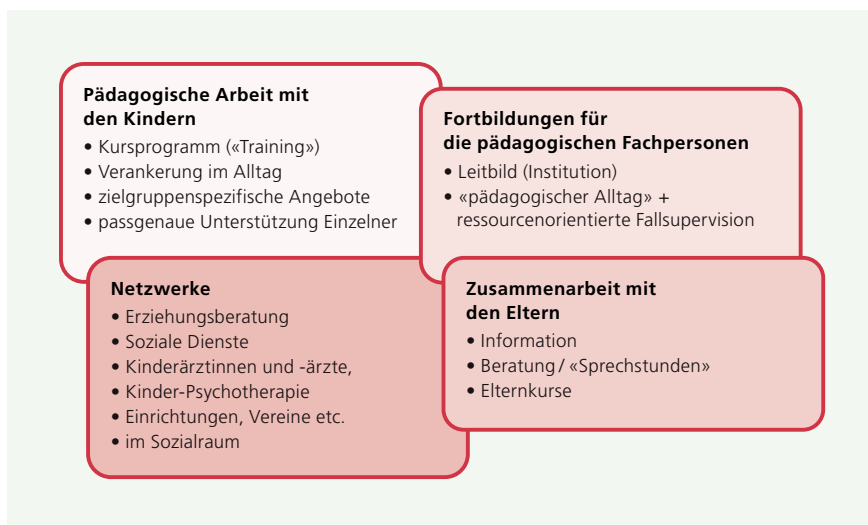 Pädagogische Arbeit mit
den Kindern
• Kursprogramm («Training»)
• Verankerung im Alltag
• zielgruppenspezifische Angebote
• passgenaue Unterstützung Einzelner
Fortbildungen für
die pädagogischen Fachpersonen
• Leitbild (Institution)
• «pädagogischer Alltag» +
ressourcenorientierte Fallsupervision
Netzwerke
• Erziehungsberatung
• Soziale Dienste
• Kinderärztinnen und -ärzte,
• Kinder-Psychotherapie
• Einrichtungen, Vereine etc.
• im Sozialraum
Zusammenarbeit mit
den Eltern
• Information
• Beratung / «Sprechstunden»
• Elternkurse